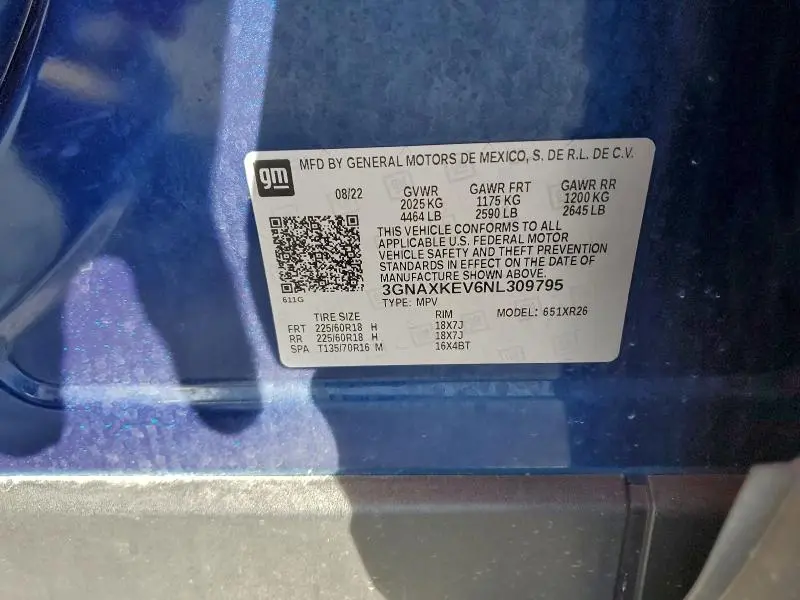 gm
MFD BY GENERAL MOTORS DE MEXICO, S. DE R.L. DE C.V.
08/22 GVWR GAWR FRT GAWR RR
2025 KG 1175 KG 1200 KG
4464 LB 2590 LB 2645 LB
THIS VEHICLE CONFORMS TO ALL
APPLICABLE U.S. FEDERAL MOTOR
VEHICLE SAFETY AND THEFT PREVENTION
STANDARDS IN EFFECT ON THE DATE OF
MANUFACTURE SHOWN ABOVE.
3GNAXKEV6NL309795
611G TYPE: MPV
TIRE SIZE RIM MODEL: 651XR26
FRT 225/60R18 H 18X7J
RR 225/60R18 H 18X7J
SPA T135/70R16 M 16X4BT